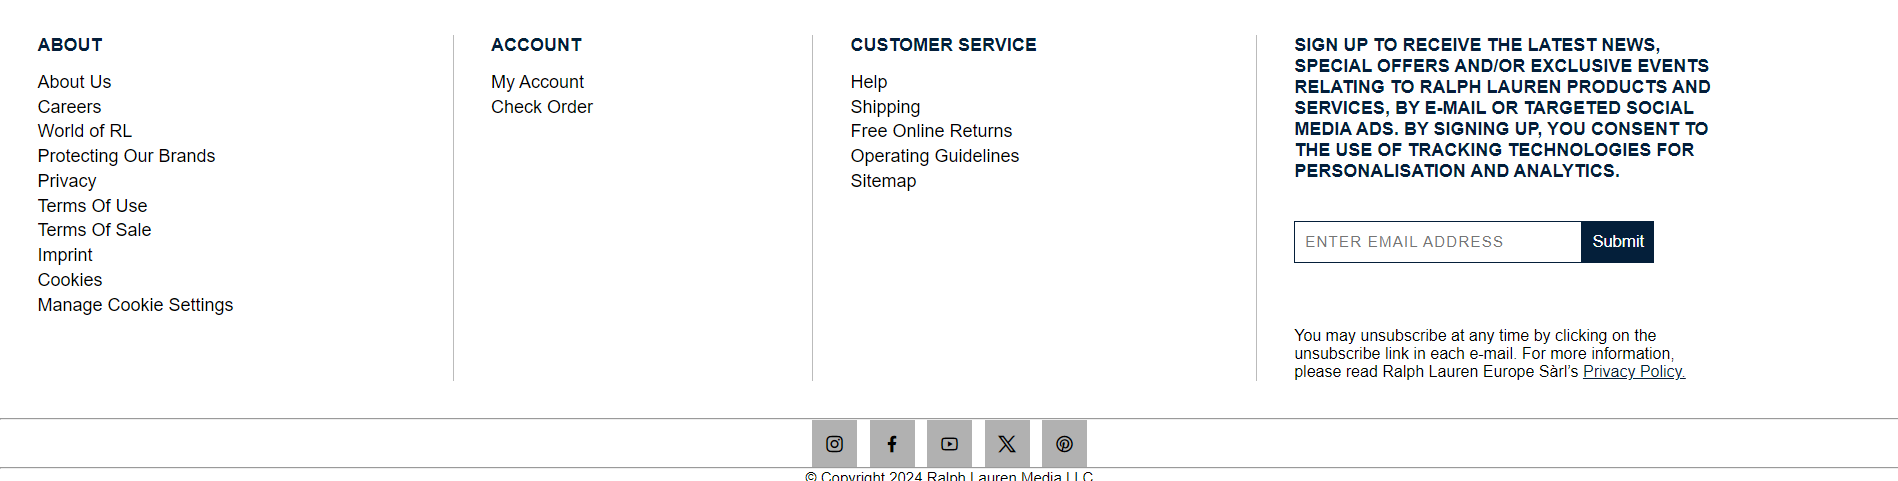 ABOUT
About Us
Careers
World of RL
Protecting Our Brands
Privacy
Terms Of Use
Terms Of Sale
Imprint
Cookies
Manage Cookie Settings
ACCOUNT
My Account
Check Order
CUSTOMER SERVICE
Help
Shipping
Free Online Returns
Operating Guidelines
Sitemap
SIGN UP TO RECEIVE THE LATEST NEWS,
SPECIAL OFFERS AND/OR EXCLUSIVE EVENTS
RELATING TO RALPH LAUREN PRODUCTS AND
SERVICES, BY E-MAIL OR TARGETED SOCIAL
MEDIA ADS. BY SIGNING UP, YOU CONSENT TO
THE USE OF TRACKING TECHNOLOGIES FOR
PERSONALISATION AND ANALYTICS.
ENTER EMAIL ADDRESS Submit
You may unsubscribe at any time by clicking on the
unsubscribe link in each e-mail. For more information,
please read Ralph Lauren Europe Sàrl’s Privacy Policy.
© Copyright 2024 Ralph Lauren Media LLC